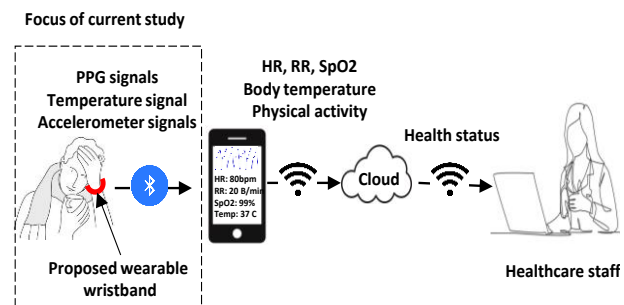 Focus of current study
PPG signals
Temperature signal
Accelerometer signals
Proposed wearable
wristband
HR, RR, SpO2
Body temperature
Physical activity
HR: 80bpm
RR: 20 B/min
SpO2: 99%
Temp: 37 C
Cloud
Health status
Healthcare staff